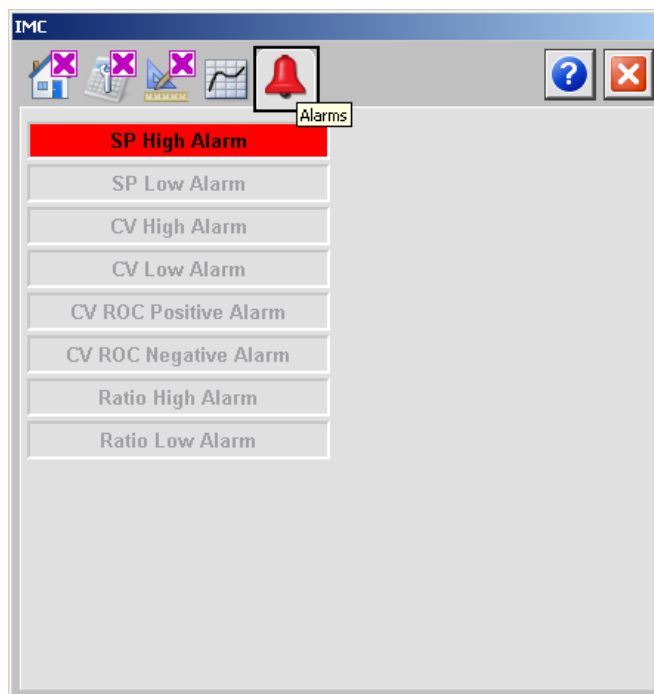 IMC
?
Alarms
SP High Alarm
SP Low Alarm
CV High Alarm
CV Low Alarm
CV ROC Positive Alarm
CV ROC Negative Alarm
Ratio High Alarm
Ratio Low Alarm